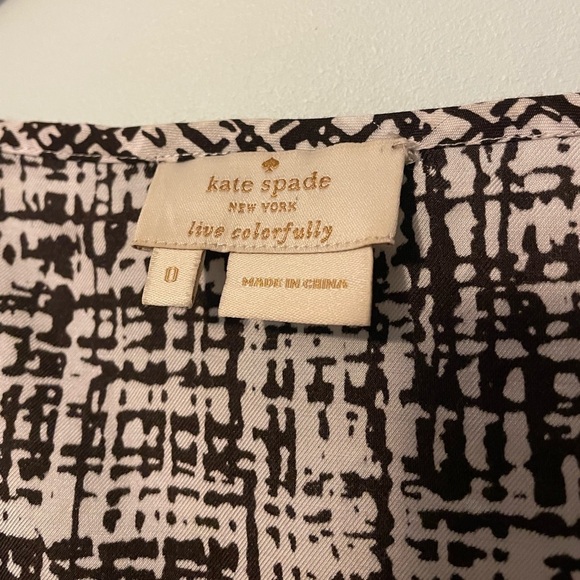 kate spade
NEW YORK
live colorfully
0
MADE IN CHINA